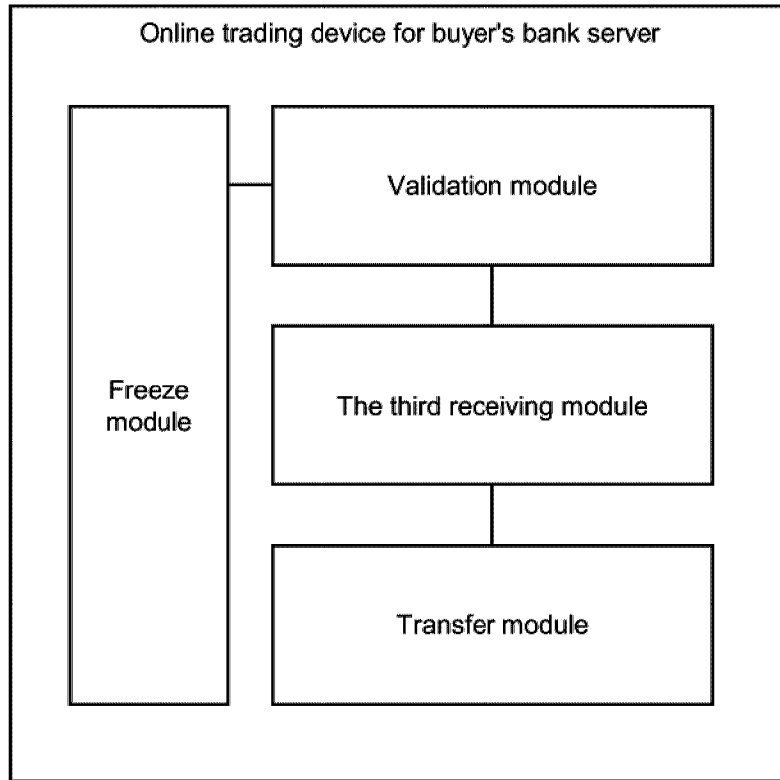 Online trading device for buyer's bank server
Validation module
Freeze
module
The third receiving module
Transfer module